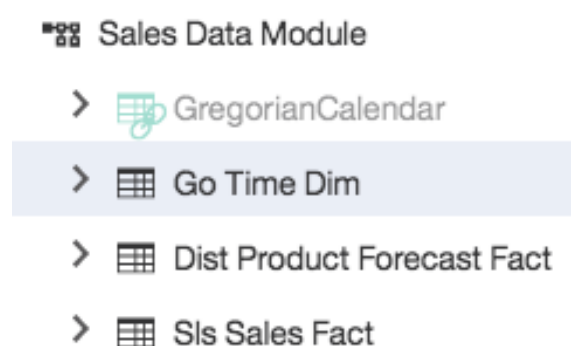 Sales Data Module
GregorianCalendar
Go Time Dim
Dist Product Forecast Fact
Sls Sales Fact